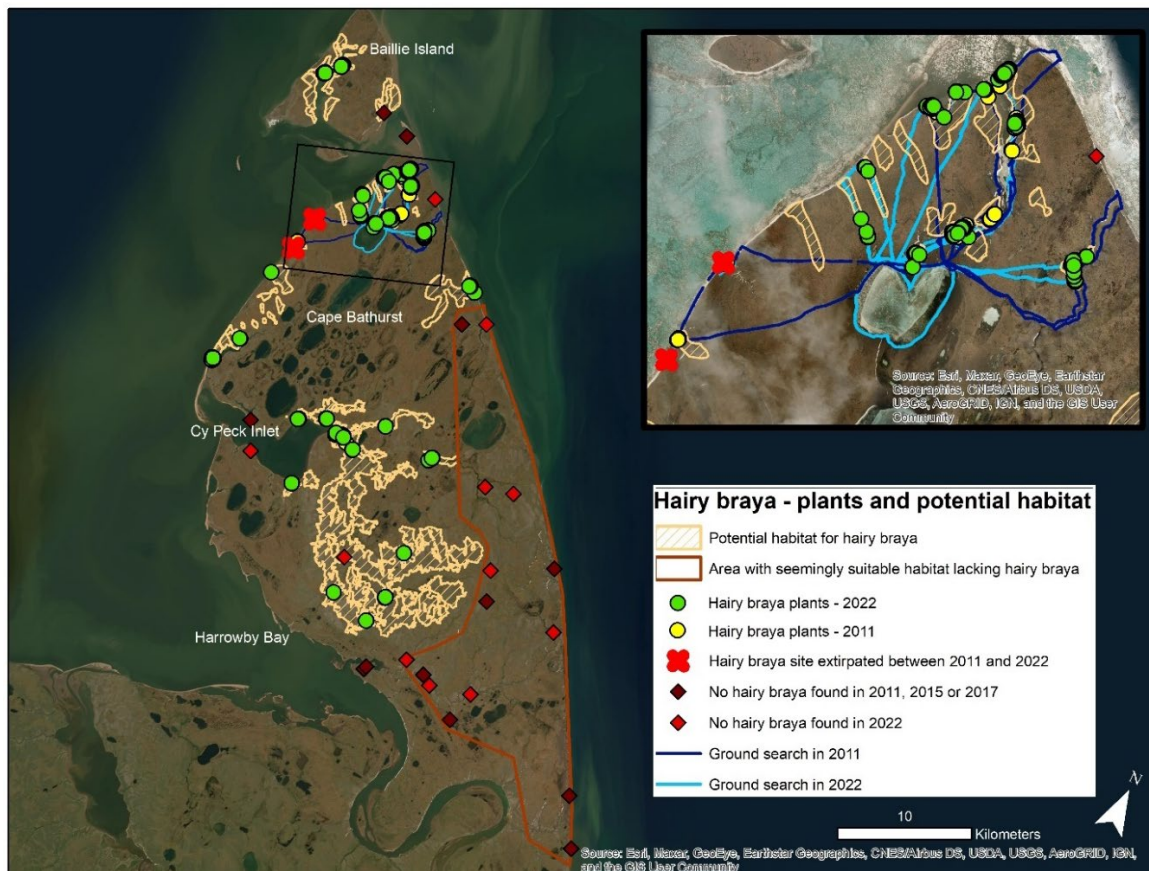 Baillie Island
Cape Bathurst
Cy Peck Inlet
Harrowby Bay
Source: Esri, Maxar, GeoEye, Earthstar
Geographics, CNES/Airbus DS, USDA,
USGS, AeroGRID, IGN, and the GIS User
Community
Hairy braya - plants and potential habitat
Potential habitat for hairy braya
Area with seemingly suitable habitat lacking hairy braya
Hairy braya plants - 2022
Hairy braya plants - 2011
Hairy braya site extirpated between 2011 and 2022
No hairy braya found in 2011, 2015 or 2017
No hairy braya found in 2022
Ground search in 2011
Ground search in 2022
10
Kilometers
N
Source: Esri, Maxar, GeoEye, Earthstar Geographics, CNES/Airbus DS, USDA, USGS, AeroGRID, IGN,
and the GIS User Community